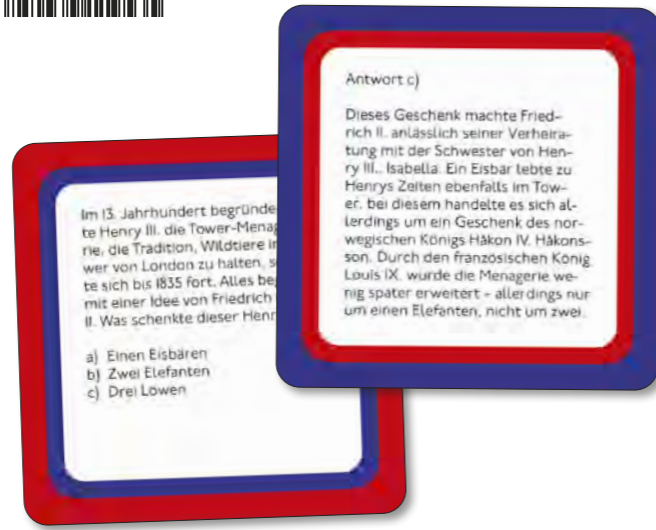 Im 13. Jahrhundert begründe
te Henry III. die Tower-Menag
rie, die Tradition, Wildtiere i
wer von London zu halten, s
te sich bis 1835 fort. Alles be
mit einer Idee von Friedrich
II. Was schenkte dieser Henr
a) Einen Eisbären
b) Zwei Elefanten
c) Drei Löwen
Antwort c)
Dieses Geschenk machte Fried-
rich II. anlässlich seiner Verheira-
tung mit der Schwester von Hen-
ry III., Isabella. Ein Eisbär lebte zu
Henrys Zeiten ebenfalls im Tow-
er, bei diesem handelte es sich al-
lerdings um ein Geschenk des nor-
wegischen Königs Håkon IV. Håkons-
son. Durch den französischen König
Louis IX. wurde die Menagerie we-
nig später erweitert – allerdings nur
um einen Elefanten, nicht um zwei.